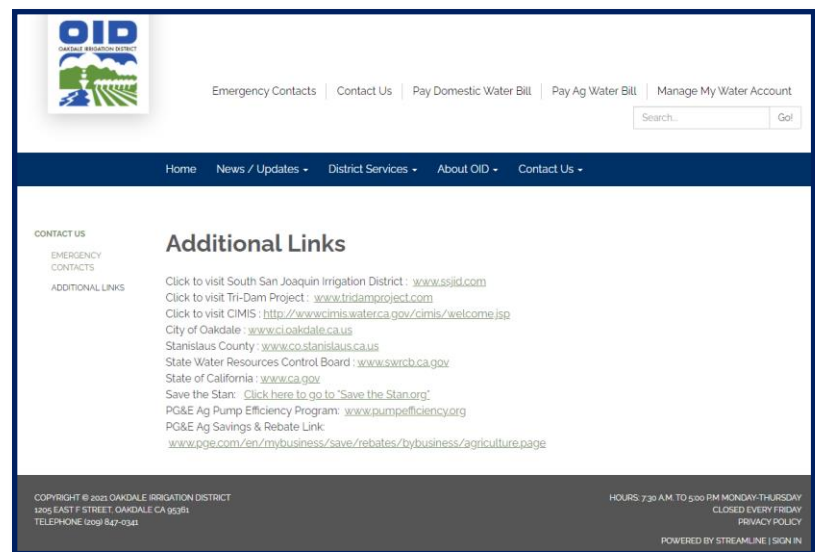 OID
OAKDALE IRRIGATION DISTRICT
Emergency Contacts
Contact Us
Pay Domestic Water Bill
Pay Ag Water Bill
Manage My Water Account
Search..
Go!
Home
News / Updates
District Services
About OID
Contact Us
CONTACT US
EMERGENCY
CONTACTS
ADDITIONAL LINKS
Additional Links
Click to visit South San Joaquin Irrigation District : www.ssjid.com
Click to visit Tri-Dam Project : www.tridamproject.com
Click to visit CIMIS : http://wwwcimis.water.ca.gov/cimis/welcome.jsp
City of Oakdale : www.ci.oakdale.ca.us
Stanislaus County : www.co.stanislaus.ca.us
State Water Resources Control Board : www.swrcb.ca.gov
State of California : www.ca.gov
Save the Stan: Click here to go to "Save the Stan.org"
PG&E Ag Pump Efficiency Program: www.pumpefficiency.org
PG&E Ag Savings & Rebate Link:
www.pge.com/en/mybusiness/save/rebates/bybusiness/agriculture.page
COPYRIGHT © 2021 OAKDALE IRRIGATION DISTRICT
1205 EAST F STREET, OAKDALE CA 95361
TELEPHONE (209) 847-0341
HOURS: 7:30 A.M. TO 5:00 P.M MONDAY-THURSDAY
CLOSED EVERY FRIDAY
PRIVACY POLICY
POWERED BY STREAMLINE | SIGN IN